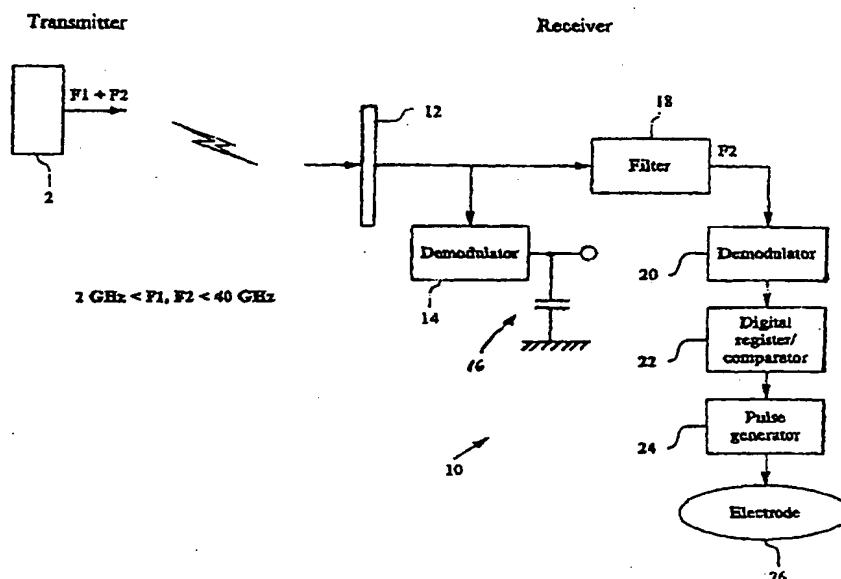 Transmitter
Receiver
F1 + F2
2
12
18
Filter
F2
Demodulator
14
16
2 GHz < F1, F2 < 40 GHz
Demodulator
20
Digital
register/
comparator
22
Pulse
generator
24
10
Electrode
26